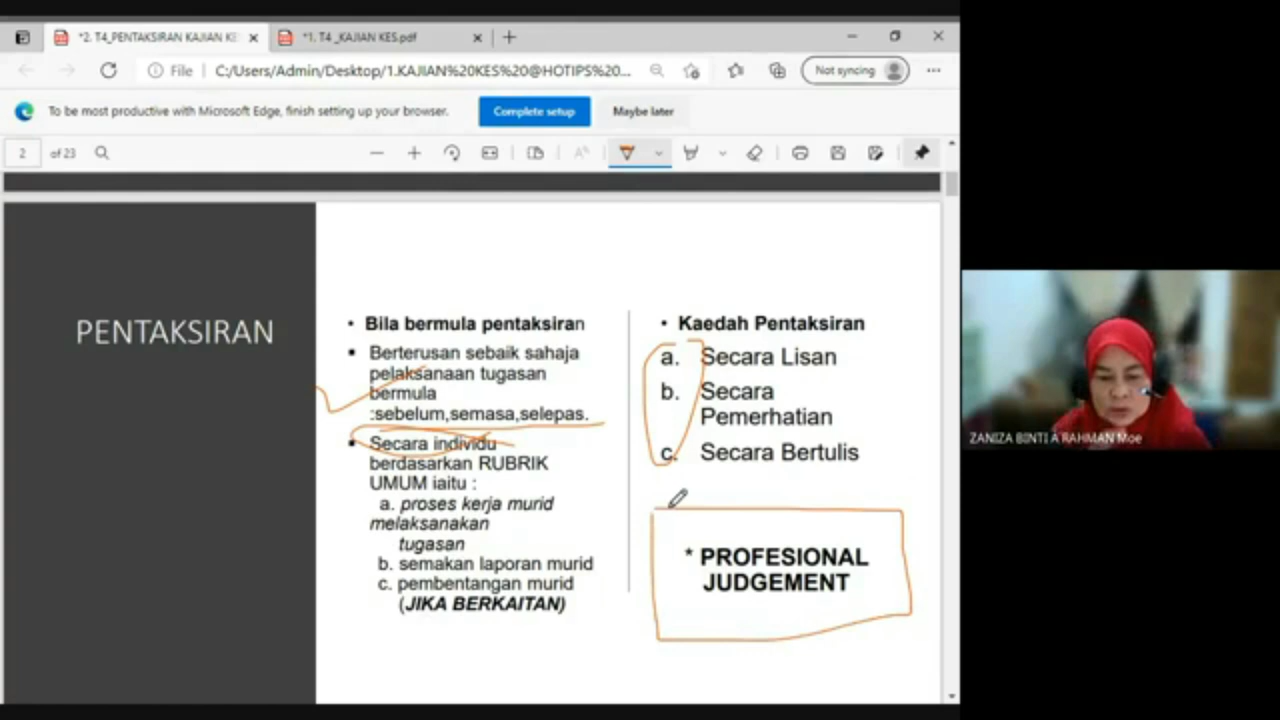 *2. T4_PENTAKSIRAN KAJIAN KE
*1. T4 _KAJIAN KES.pdf
File
C:/Users/Admin/Desktop/1.KAJIAN%20KES%20@HOTIPS%20...
Not syncing
To be most productive with Microsoft Edge, finish setting up your browser.
Complete setup
Maybe later
2
of 23
PENTAKSIRAN
• Bila bermula pentaksiran
▪ Berterusan sebaik sahaja
pelaksanaan tugasan
bermula
:sebelum,semasa,selepas.
▪ Secara individu
berdasarkan RUBRIK
UMUM iaitu :
a. proses kerja murid
melaksanakan
tugasan
b. semakan laporan murid
c. pembentangan murid
(JIKA BERKAITAN)
• Kaedah Pentaksiran
a. Secara Lisan
b. Secara
Pemerhatian
c. Secara Bertulis
* PROFESIONAL
JUDGEMENT
ZANIZA BINTI A RAHMAN Moe